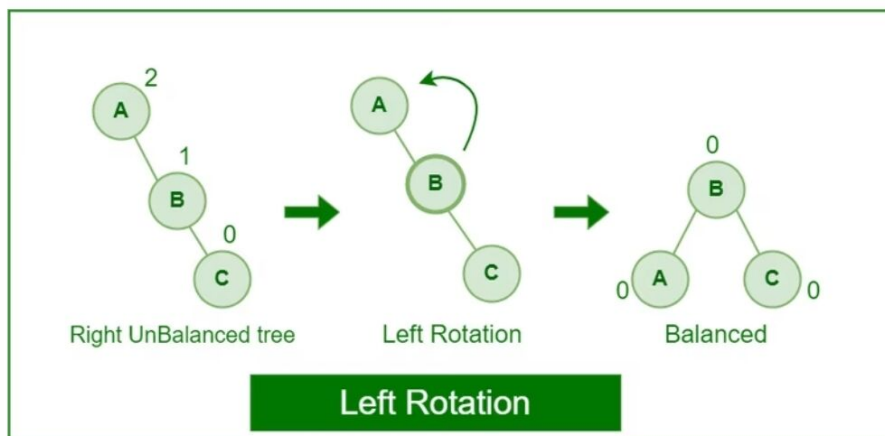 2
A
1
B
0
C
Right UnBalanced tree
A
B
C
Left Rotation
0
B
0 A
C 0
Balanced
Left Rotation